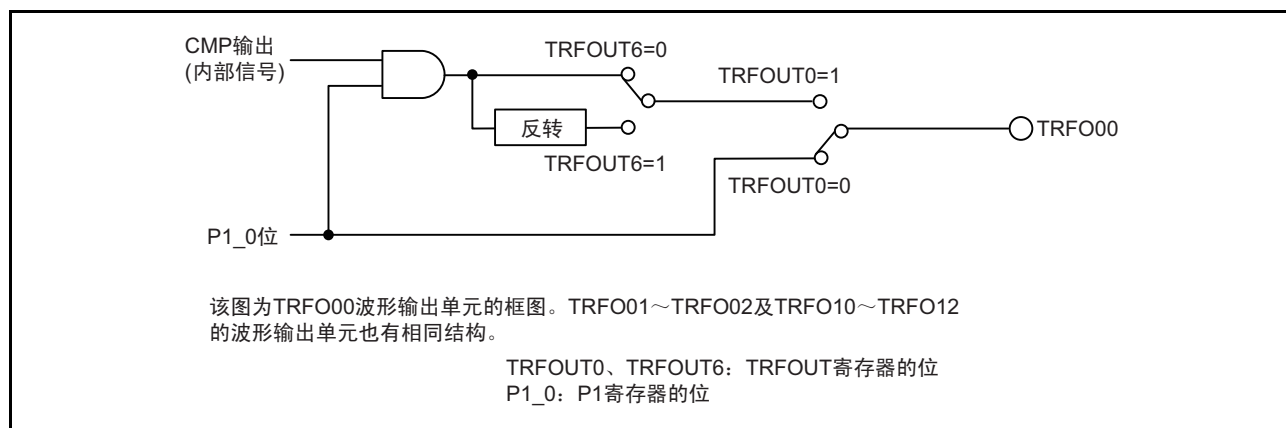 CMP输出
(内部信号)
TRFOUT6=0
TRFOUT0=1
反转
TRFO00
TRFOUT6=1
TRFOUT0=0
P1_0位
该图为TRFO00波形输出单元的框图。TRFO01～TRFO02及TRFO10～TRFO12
的波形输出单元也有相同结构。
TRFOUT0、TRFOUT6：TRFOUT寄存器的位
P1_0：P1寄存器的位